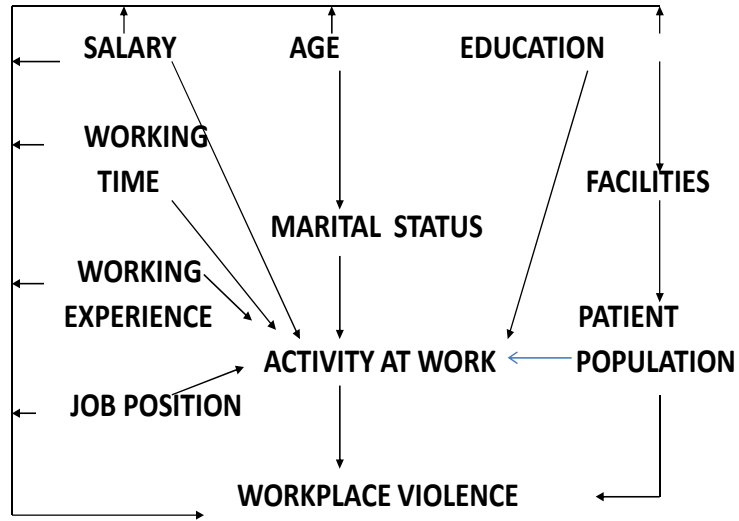 SALARY AGE EDUCATION
WORKING
TIME
FACILITIES
MARITAL STATUS
WORKING
EXPERIENCE
PATIENT
POPULATION
ACTIVITY AT WORK
JOB POSITION
WORKPLACE VIOLENCE